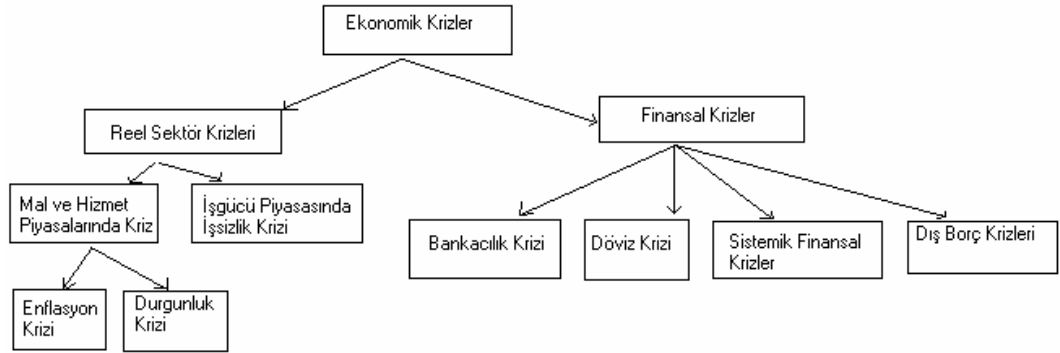 Ekonomik Krizler
Reel Sektör Krizleri
Finansal Krizler
Mal ve Hizmet
Piyasalarında Kriz
İşgücü Piyasasında
İşsizlik Krizi
Bankacılık Krizi
Döviz Krizi
Sistemik Finansal
Krizler
Dış Borç Krizleri
Enflasyon
Krizi
Durgunluk
Krizi